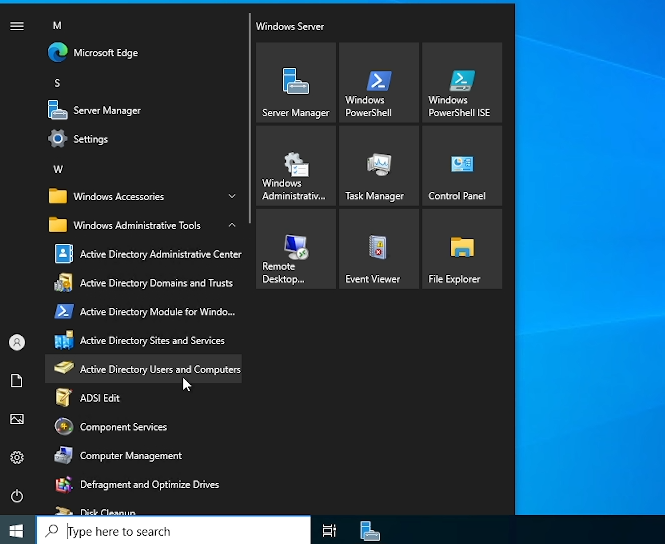 M
Microsoft Edge
S
Server Manager
Settings
W
Windows Accessories
Windows Administrative Tools
Active Directory Administrative Center
Active Directory Domains and Trusts
Active Directory Module for Windo...
Active Directory Sites and Services
Active Directory Users and Computers
ADSI Edit
Component Services
Computer Management
Defragment and Optimize Drives
Disk Cleanup
Windows Server
Server Manager
Windows
PowerShell
Windows
PowerShell ISE
Windows
Administrativ...
Task Manager
Control Panel
Remote
Desktop...
Event Viewer
File Explorer
Type here to search